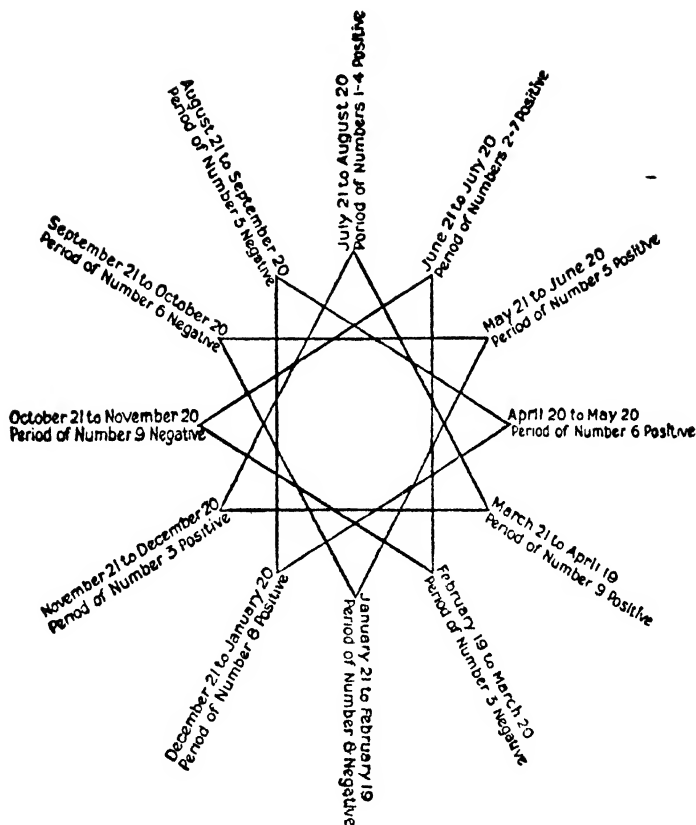 July 21 to August 20
Period of Numbers 1-4 Positive
June 21 to July 20
Period of Numbers 2-7 Positive
May 21 to June 20
Period of Number 5 Positive
April 20 to May 20
Period of Number 6 Positive
March 21 to April 19
Period of Number 9 Positive
February 19 to March 20
Period of Number 3 Negative
January 21 to February 19
Period of Number 8 Negative
December 21 to January 20
Period of Number 8 Positive
November 21 to December 20
Period of Number 3 Positive
October 21 to November 20
Period of Number 9 Negative
September 21 to October 20
Period of Number 6 Negative
August 21 to September 20
Period of Number 5 Negative